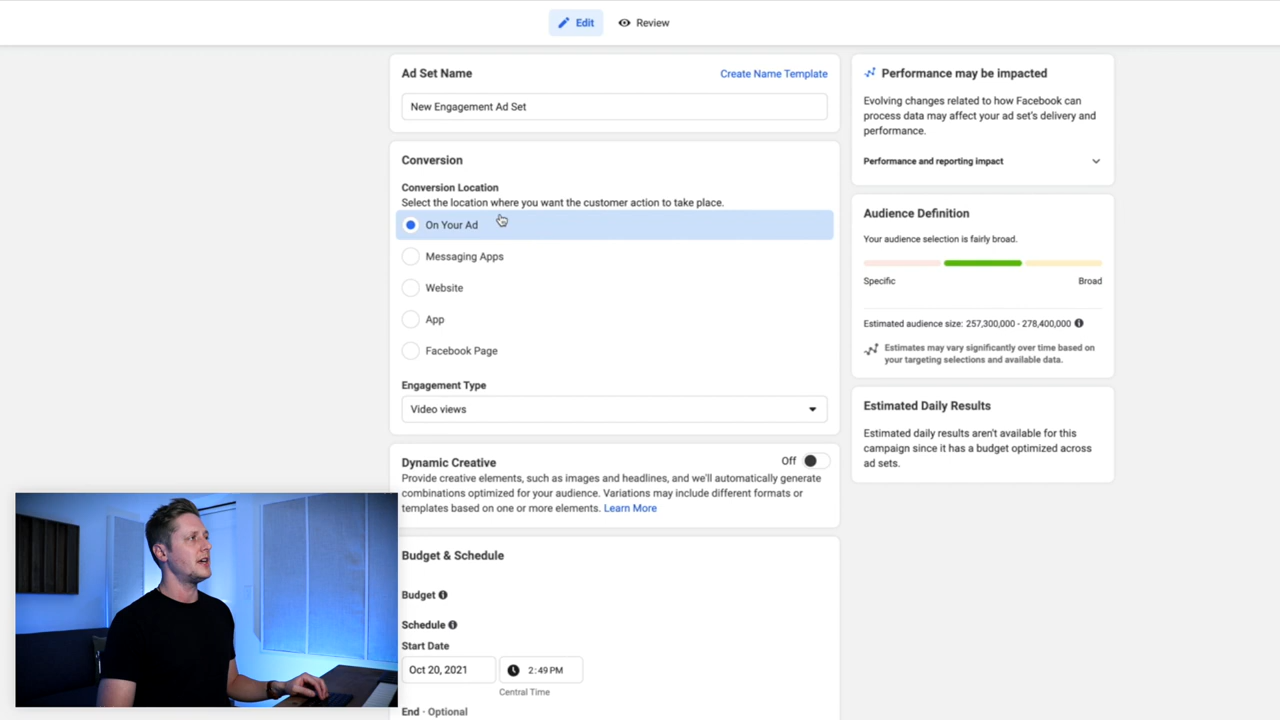 Edit
Review
Ad Set Name
Create Name Template
New Engagement Ad Set
Conversion
Conversion Location
Select the location where you want the customer action to take place.
On Your Ad
Messaging Apps
Website
App
Facebook Page
Engagement Type
Video views
Dynamic Creative
Off
Provide creative elements, such as images and headlines, and we'll automatically generate
combinations optimized for your audience. Variations may include different formats or
templates based on one or more elements. Learn More
Budget & Schedule
Budget
Schedule
Start Date
Oct 20, 2021
2:49 PM
Central Time
End · Optional
Performance may be impacted
Evolving changes related to how Facebook can
process data may affect your ad set's delivery and
performance.
Performance and reporting impact
Audience Definition
Your audience selection is fairly broad.
Specific
Broad
Estimated audience size: 257,300,000 - 278,400,000
Estimates may vary significantly over time based on
your targeting selections and available data.
Estimated Daily Results
Estimated daily results aren't available for this
campaign since it has a budget optimized across
ad sets.